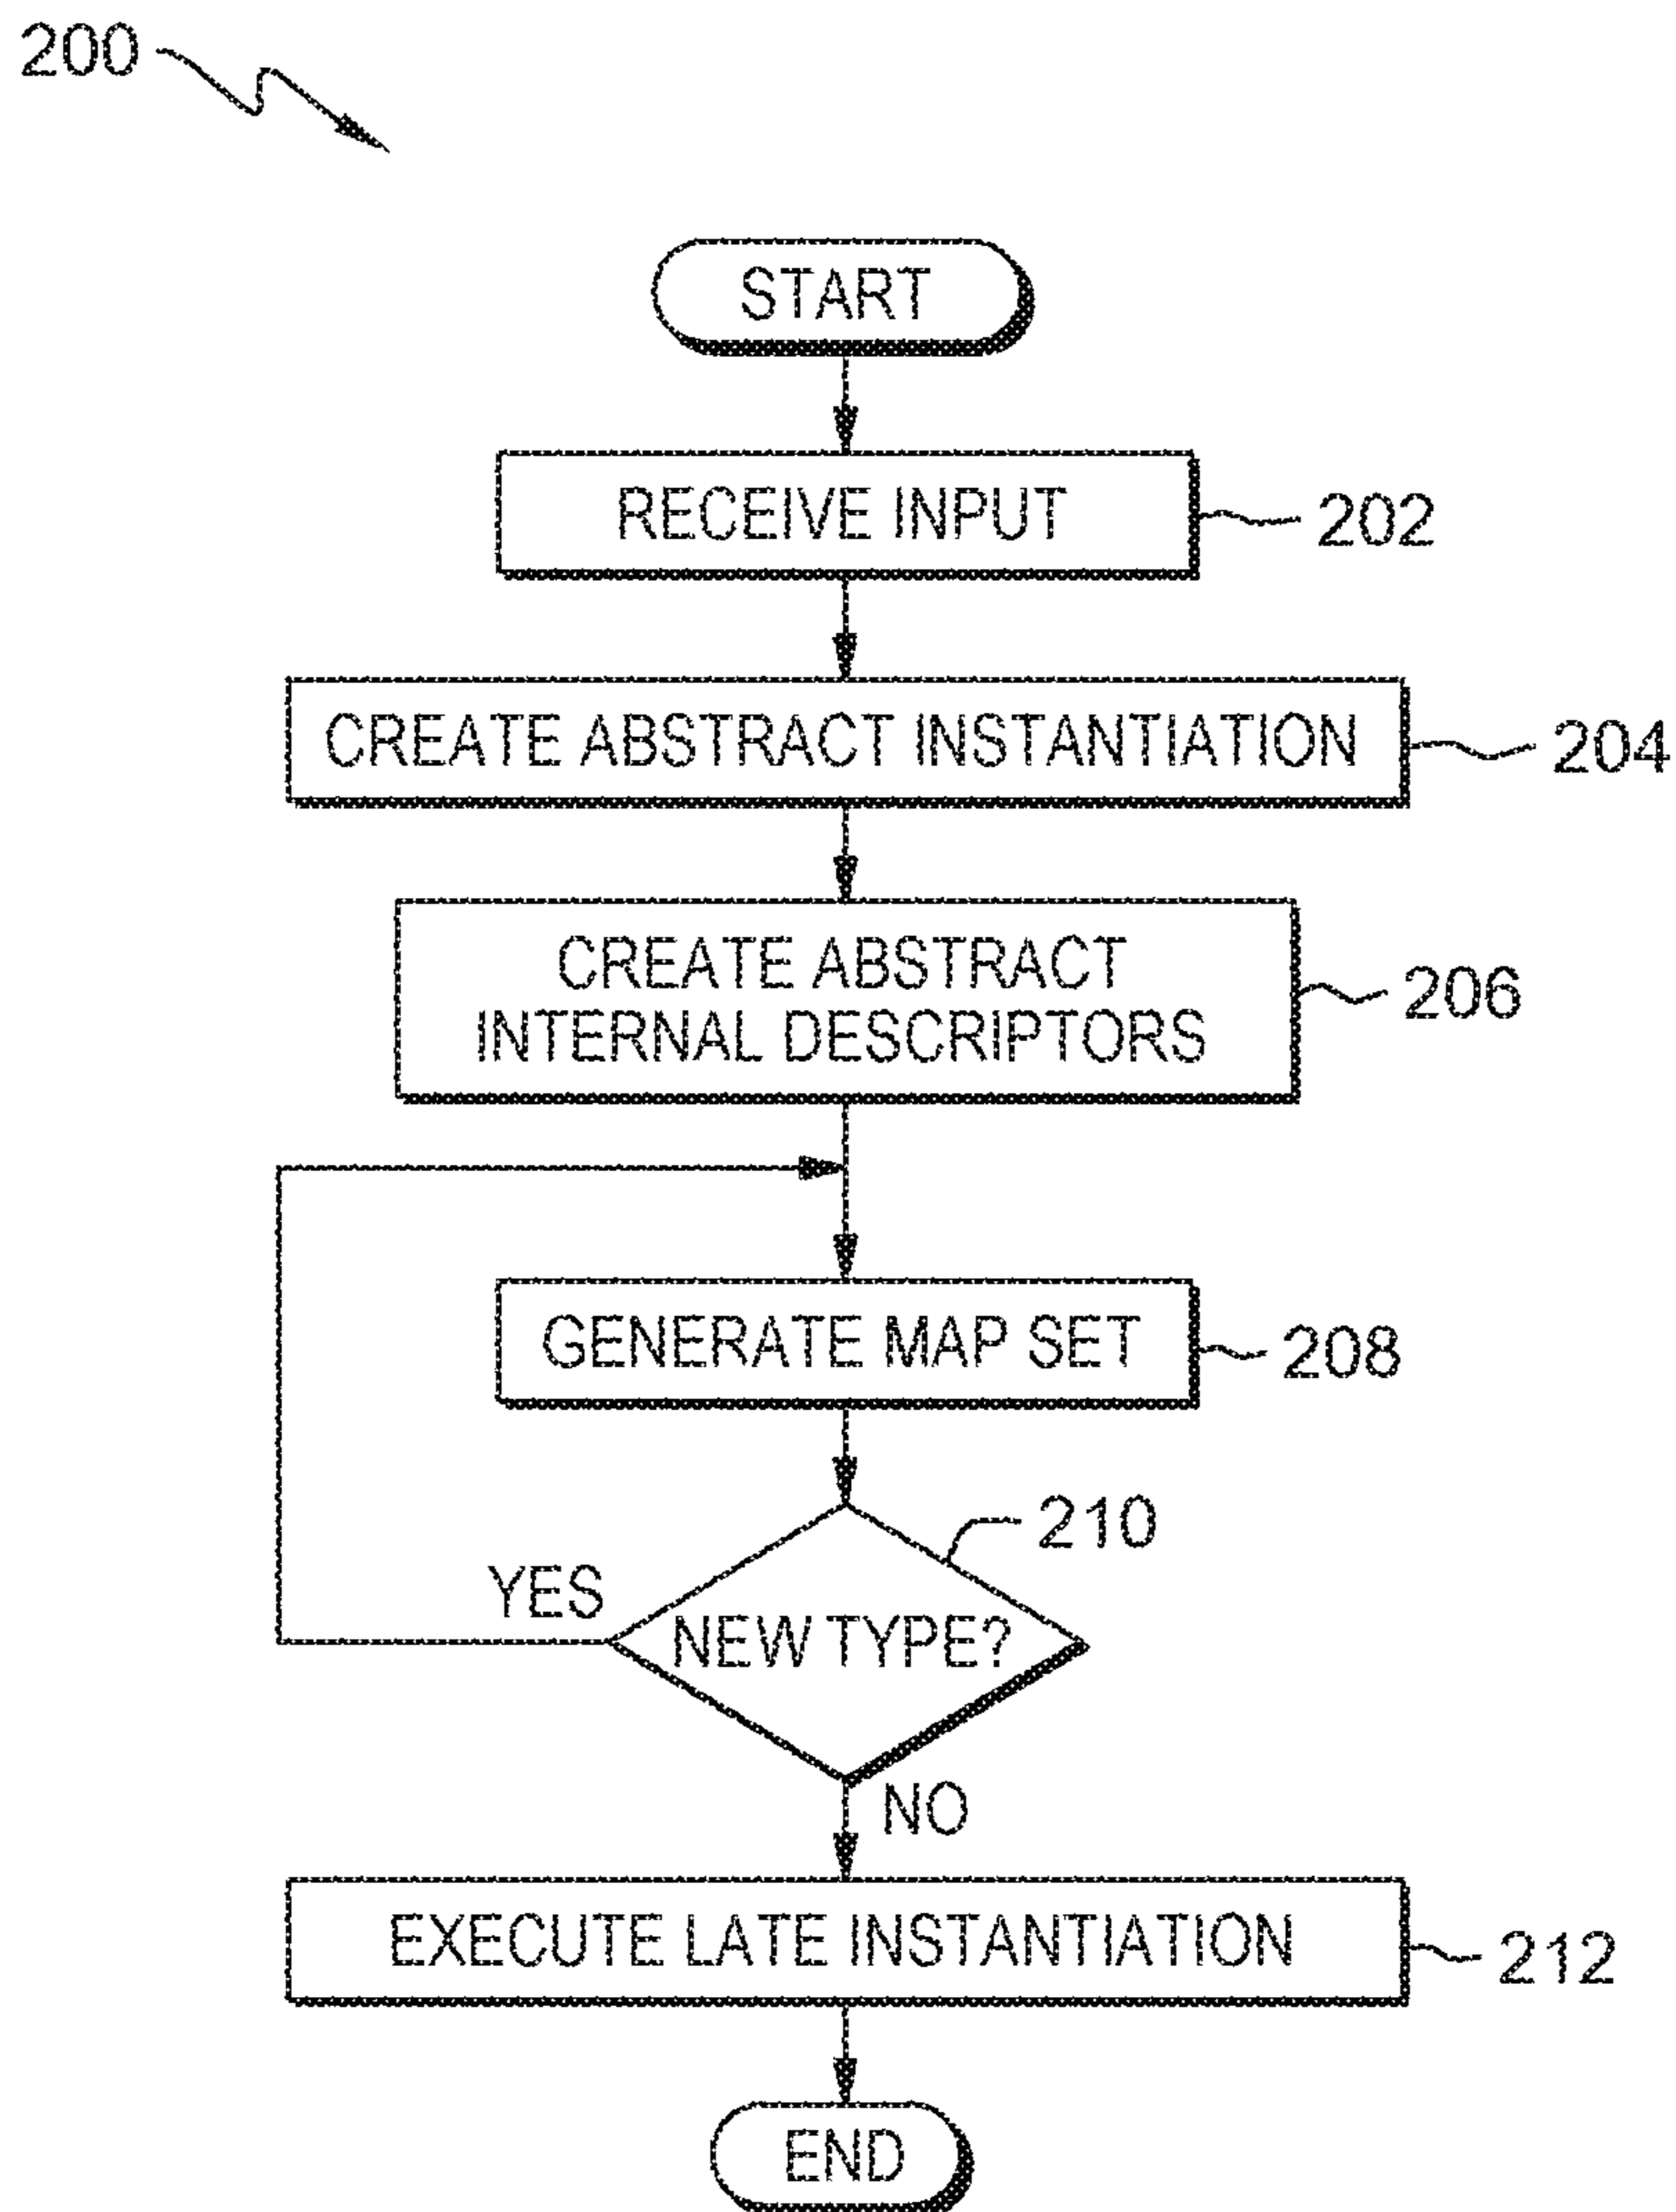 200
START
RECEIVE INPUT
202
CREATE ABSTRACT INSTANTIATION
204
CREATE ABSTRACT
INTERNAL DESCRIPTORS
206
GENERATE MAP SET
208
210
YES
NEW TYPE?
NO
EXECUTE LATE INSTANTIATION
212
END